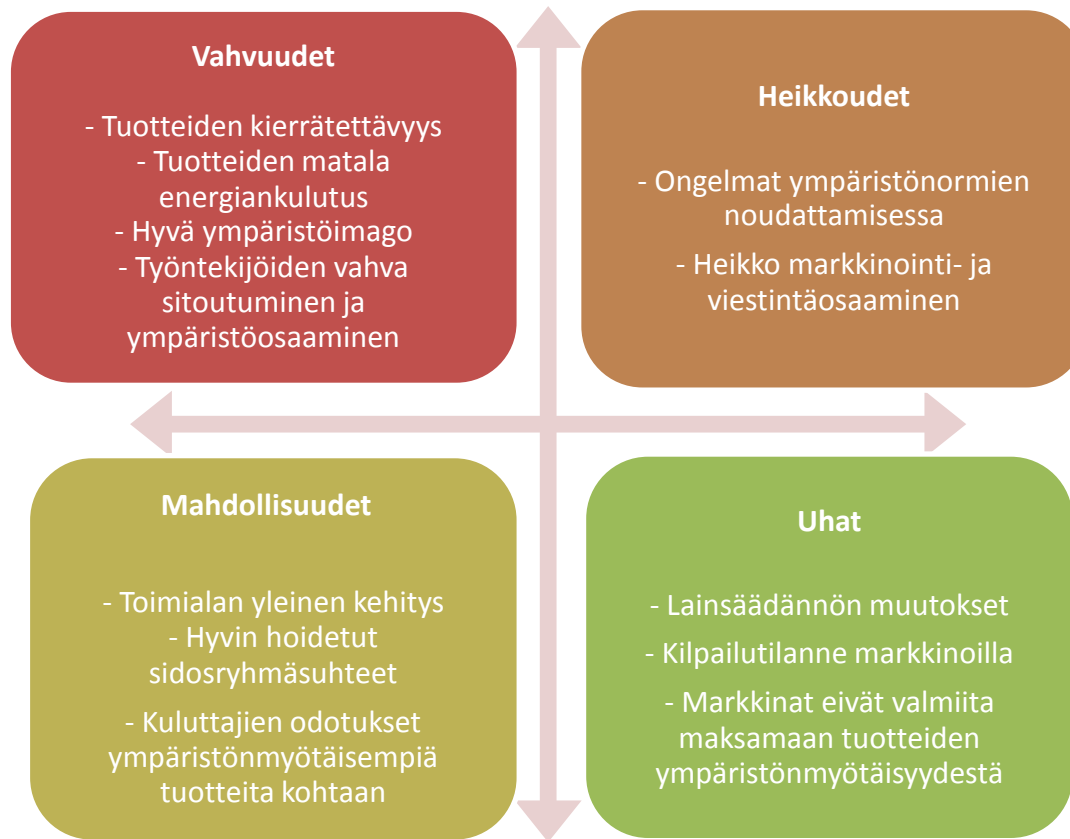 Vahvuudet
- Tuotteiden kierrätettävyys
- Tuotteiden matala
energiankulutus
- Hyvä ympäristöimago
- Työntekijöiden vahva
sitoutuminen ja
ympäristöosaaminen
Heikkoudet
- Ongelmat ympäristönormien
noudattamisessa
- Heikko markkinointi- ja
viestintäosaaminen
Mahdollisuudet
- Toimialan yleinen kehitys
- Hyvin hoidetut
sidosryhmäsuhteet
- Kuluttajien odotukset
ympäristönmyötäisempiä
tuotteita kohtaan
Uhat
- Lainsäädännön muutokset
- Kilpailutilanne markkinoilla
- Markkinat eivät valmiita
maksamaan tuotteiden
ympäristönmyötäisyydestä